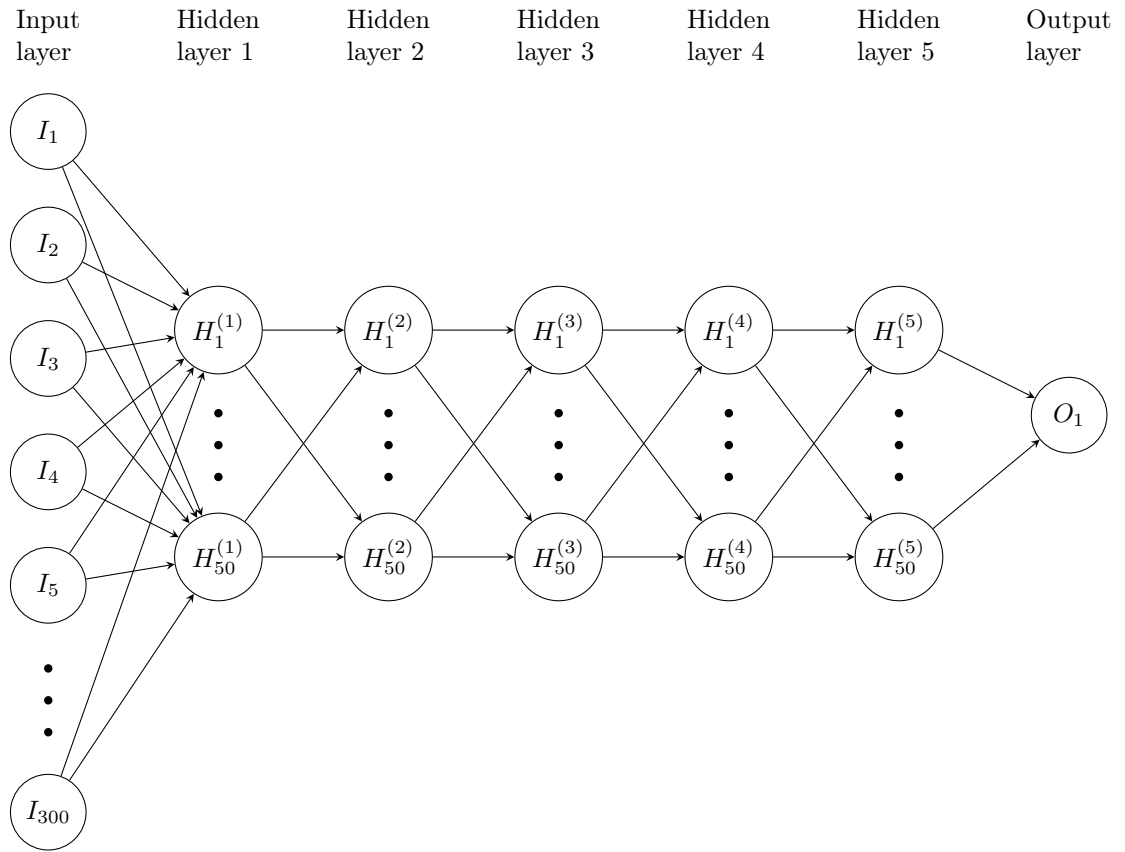 Input
layer
Hidden
layer 1
Hidden
layer 2
Hidden
layer 3
Hidden
layer 4
Hidden
layer 5
Output
layer
I₁
I₂
I₃
I₄
I₅
I₃₀₀
H₁⁽¹⁾
H₅₀⁽¹⁾
H₁⁽²⁾
H₅₀⁽²⁾
H₁⁽³⁾
H₅₀⁽³⁾
H₁⁽⁴⁾
H₅₀⁽⁴⁾
H₁⁽⁵⁾
H₅₀⁽⁵⁾
O₁